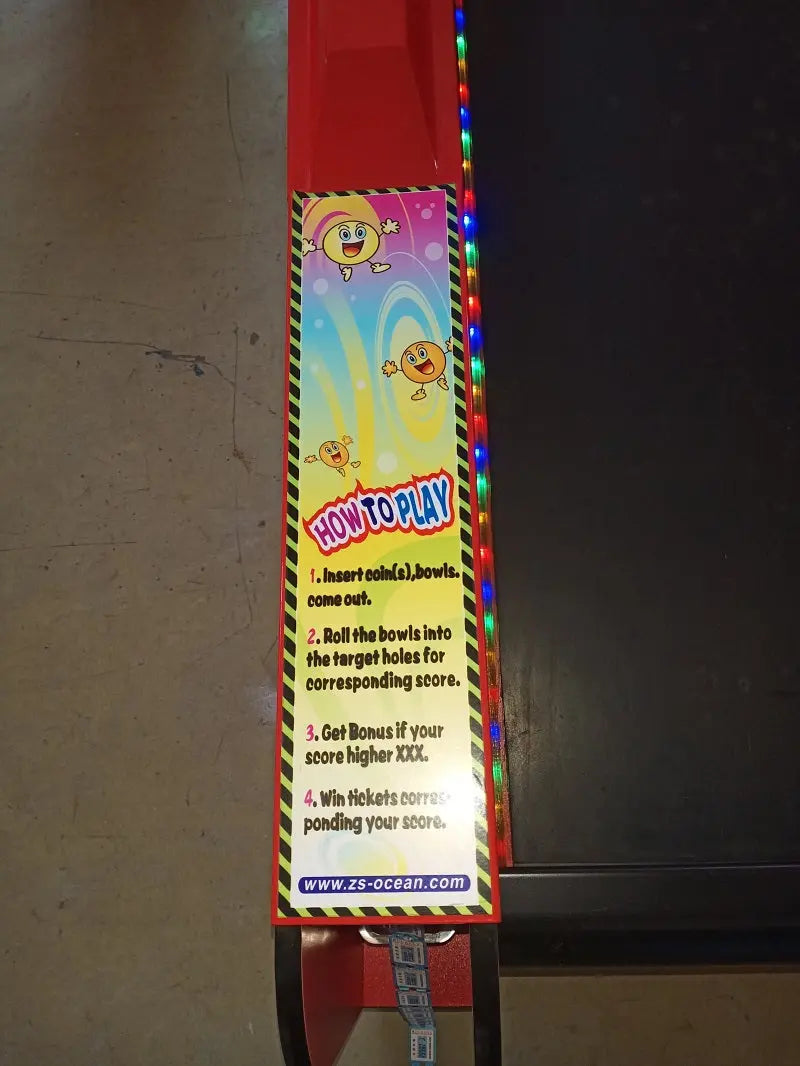 HOW TO PLAY
1. Insert coin(s),bowls.
come out.
2. Roll the bowls into
the target holes for
corresponding score.
3. Get Bonus if your
score higher XXX.
4. Win tickets corres-
ponding your score.
www.zs-ocean.com